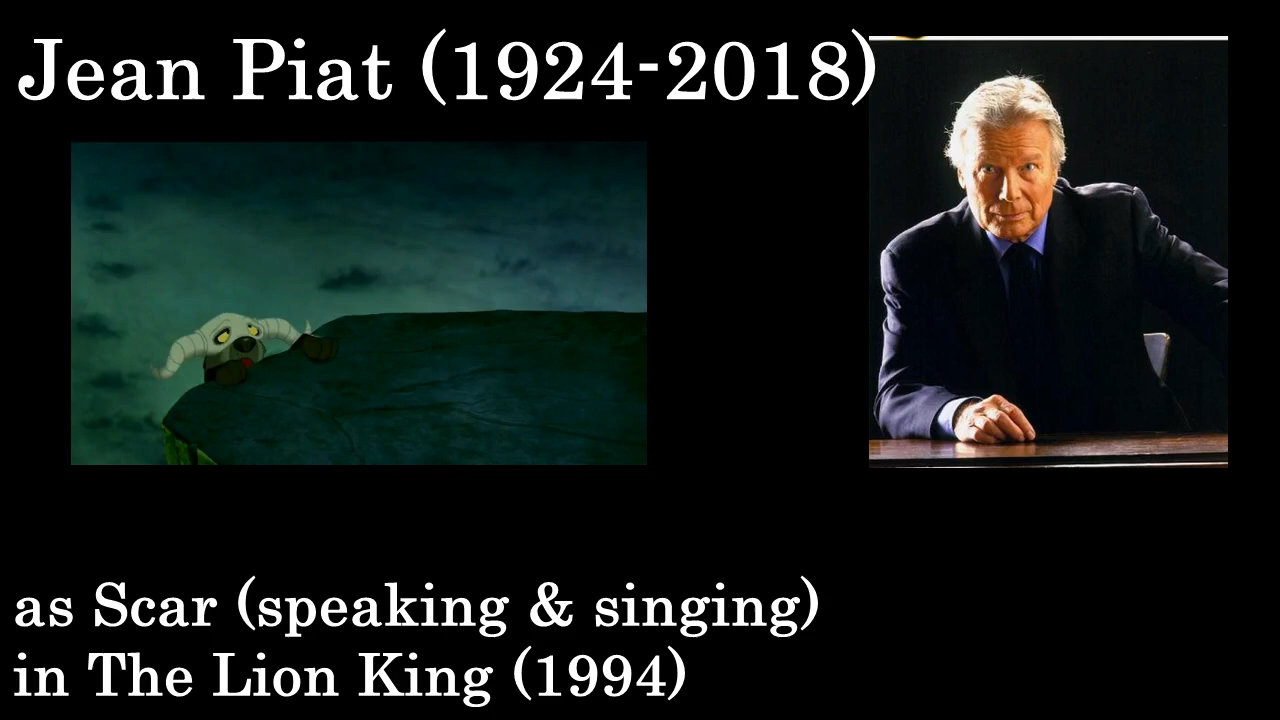 Jean Piat (1924-2018)
as Scar (speaking & singing)
in The Lion King (1994)